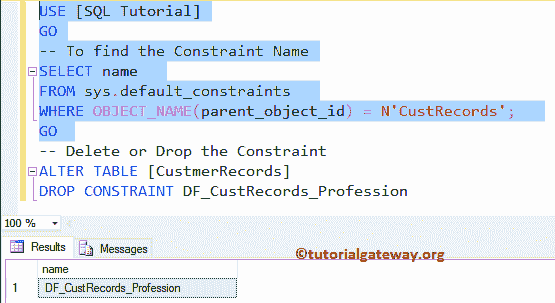 USE [SQL Tutorial]
GO
-- To find the Constraint Name
SELECT name
FROM sys.default_constraints
WHERE OBJECT_NAME(parent_object_id) = N'CustRecords';
GO
-- Delete or Drop the Constraint
ALTER TABLE [CustmerRecords]
DROP CONSTRAINT DF_CustRecords_Profession
100 %
Results Messages
©tutorialgateway.org
name
1 DF_CustRecords_Profession